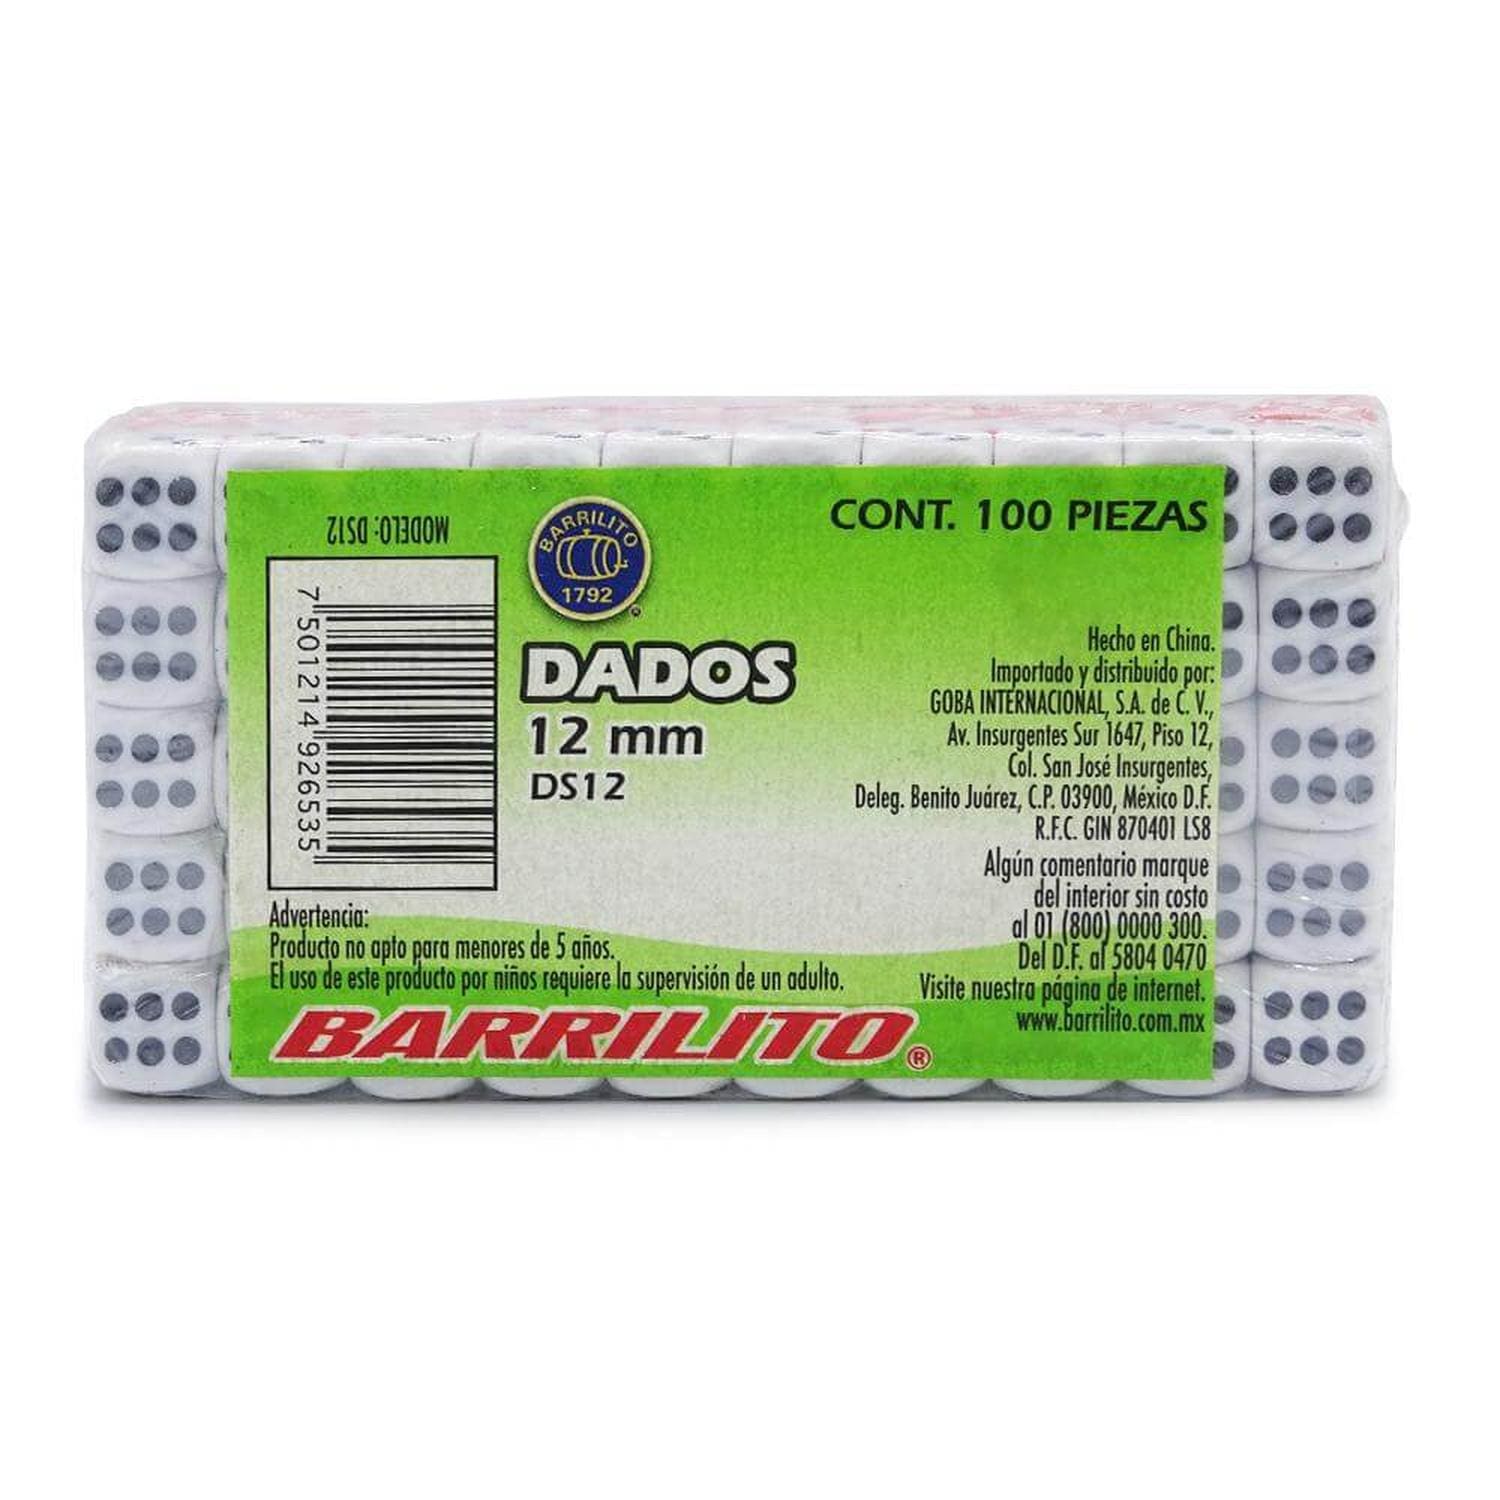 MODELO: DS12
7 501214 926535
BARRILITO
1792
®
DADOS
12 mm
DS12
CONT. 100 PIEZAS
Hecho en China.
Importado y distribuido por:
GOBA INTERNACIONAL, S.A. de C. V.,
Av. Insurgentes Sur 1647, Piso 12,
Col. San José Insurgentes,
Deleg. Benito Juárez, C.P. 03900, México D.F.
R.F.C. GIN 870401 LS8
Algún comentario marque
del interior sin costo
al 01 (800) 0000 300.
Del D.F. al 5804 0470
Visite nuestra página de internet.
www.barrilito.com.mx
Advertencia:
Producto no apto para menores de 5 años.
El uso de este producto por niños requiere la supervisión de un adulto.
BARRILITO®